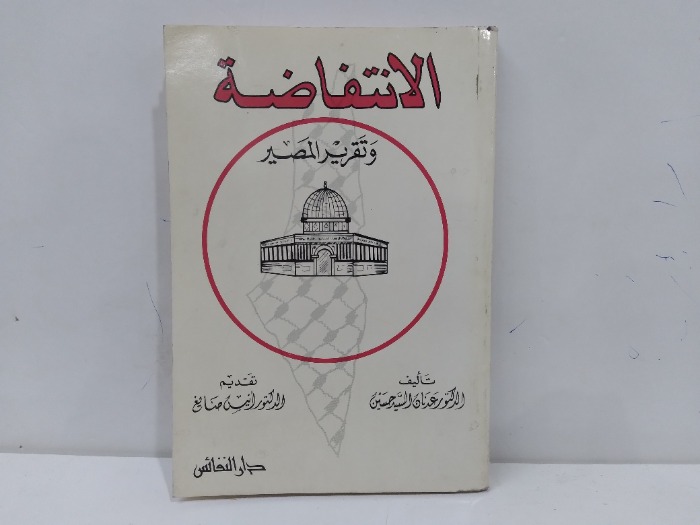 الانتفاضة
وتقرير المصير
تأليف
الدكتور عدنان السيد حسين
تقديم
الدكتور أنيس صايغ
دار النفائس